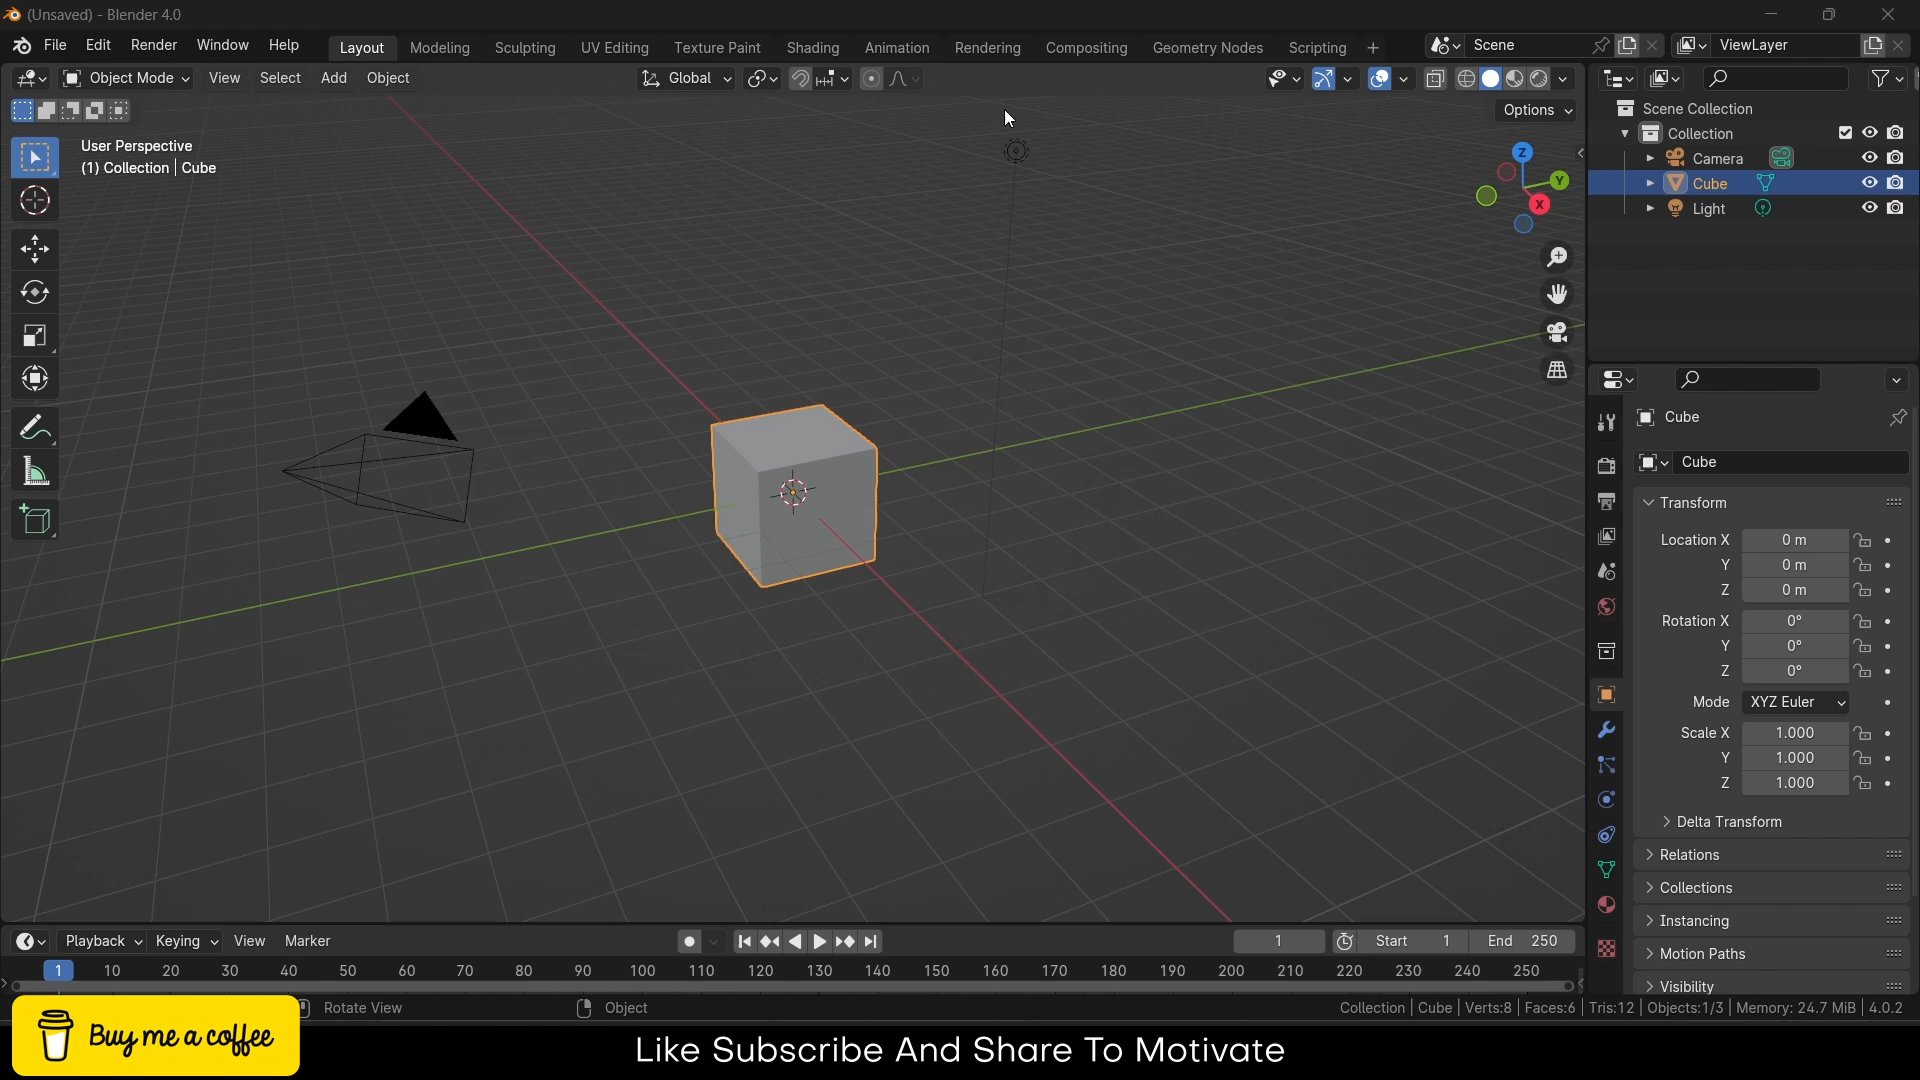 (Unsaved) - Blender 4.0
File Edit Render Window Help Layout Modeling Sculpting UV Editing Texture Paint Shading Animation Rendering Compositing Geometry Nodes Scripting + Scene ViewLayer
Object Mode View Select Add Object Global
Options
User Perspective
(1) Collection | Cube
Z
Y
X
Scene Collection
Collection
Camera
Cube
Light
Cube
Cube
Transform
Location X 0 m
Y 0 m
Z 0 m
Rotation X 0°
Y 0°
Z 0°
Mode XYZ Euler
Scale X 1.000
Y 1.000
Z 1.000
Delta Transform
Relations
Collections
Instancing
Motion Paths
Visibility
Playback Keying View Marker 1 Start 1 End 250
1 10 20 30 40 50 60 70 80 90 100 110 120 130 140 150 160 170 180 190 200 210 220 230 240 250
Rotate View Object Collection | Cube | Verts:8 | Faces:6 | Tris:12 | Objects:1/3 | Memory: 24.7 MiB | 4.0.2
Buy me a coffee
Like Subscribe And Share To Motivate